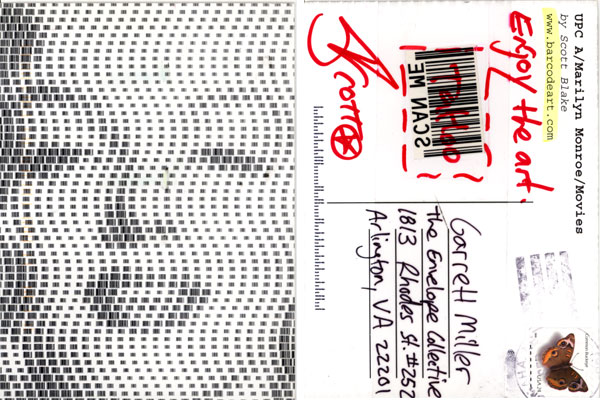 UPC A/Marilyn Monroe/Movies
by Scott Blake
www.barcodeart.com
Enjoy the art.
SCAN ME
Scott
Garrett Miller
the Envelope Collective
1813 Rhodes St. #252
Arlington, VA 22201